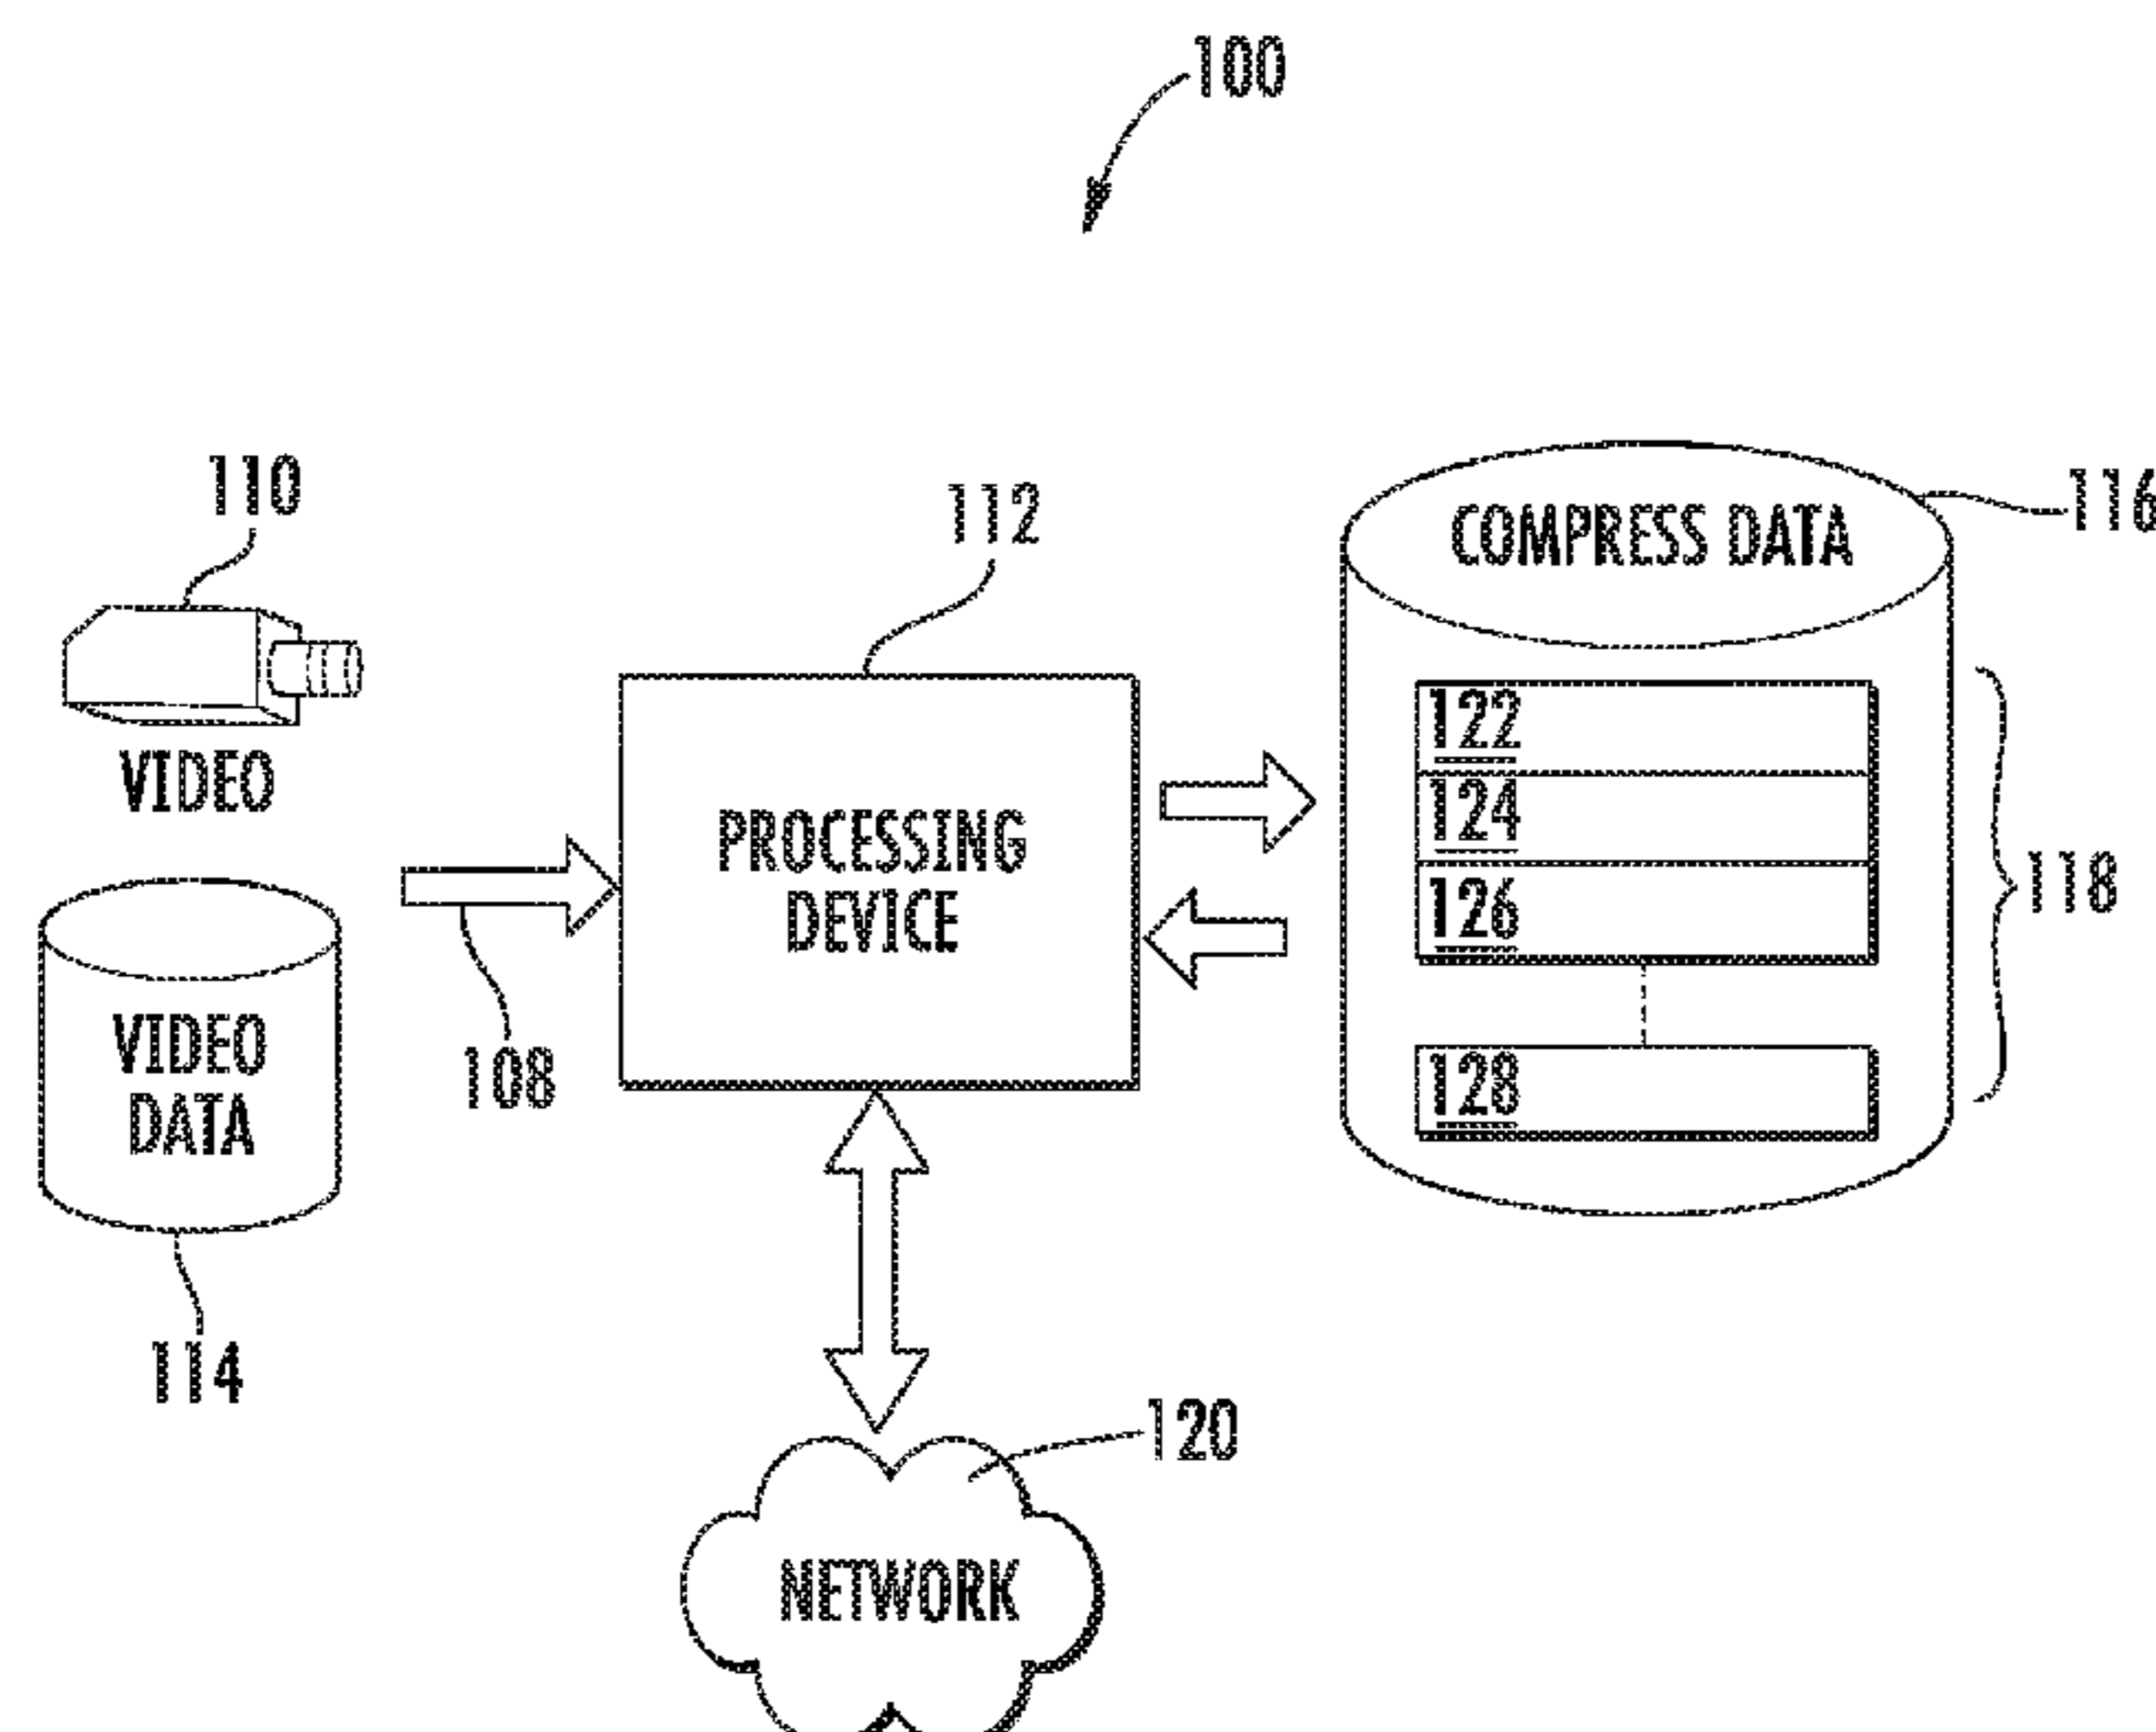 100
110
112
COMPRESS DATA
116
VIDEO
122
124
126
128
118
PROCESSING
DEVICE
108
VIDEO
DATA
114
120
NETWORK